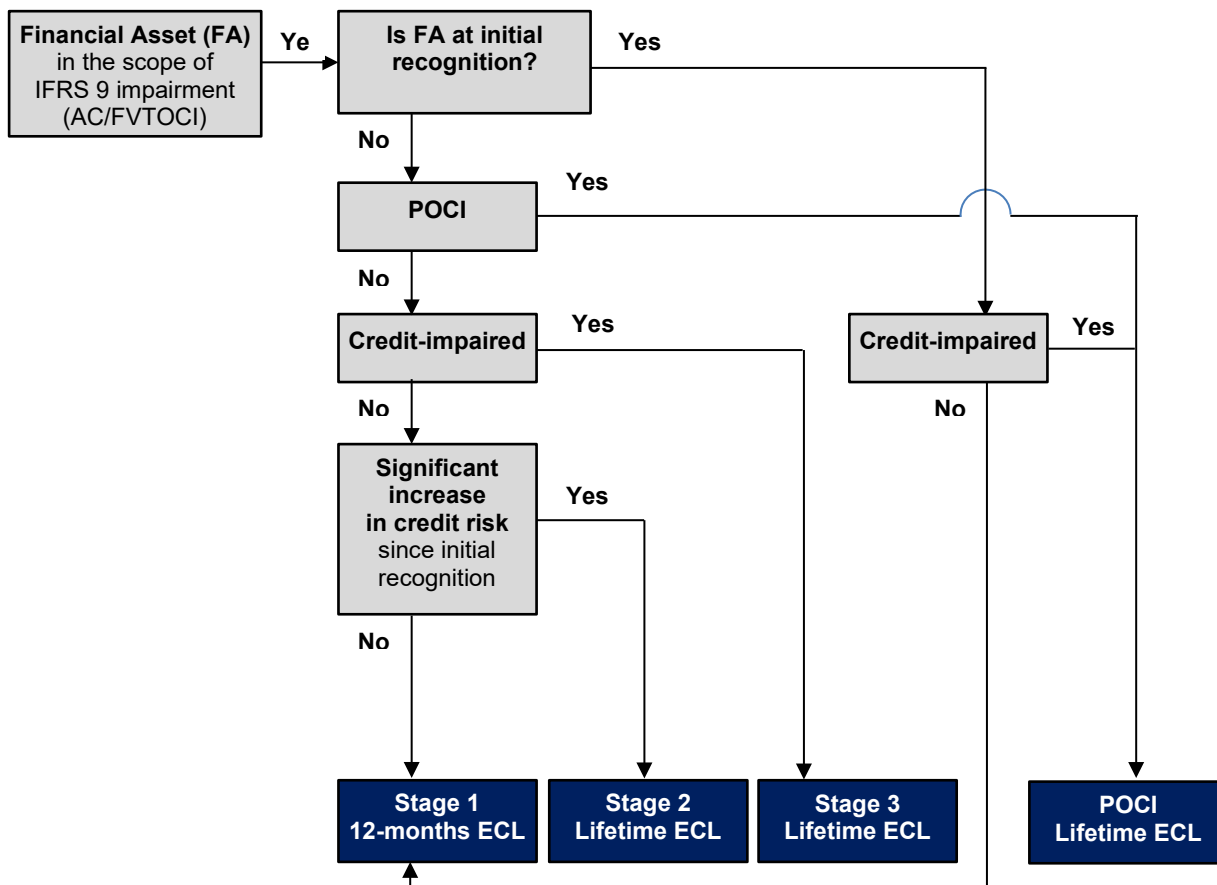 Financial Asset (FA)
in the scope of
IFRS 9 impairment
(AC/FVTOCI)
Ye
Is FA at initial
recognition?
Yes
No
POCI
Yes
No
Credit-impaired
Yes
Credit-impaired
Yes
No
No
Significant
increase
in credit risk
since initial
recognition
Yes
No
Stage 1
12-months ECL
Stage 2
Lifetime ECL
Stage 3
Lifetime ECL
POCI
Lifetime ECL